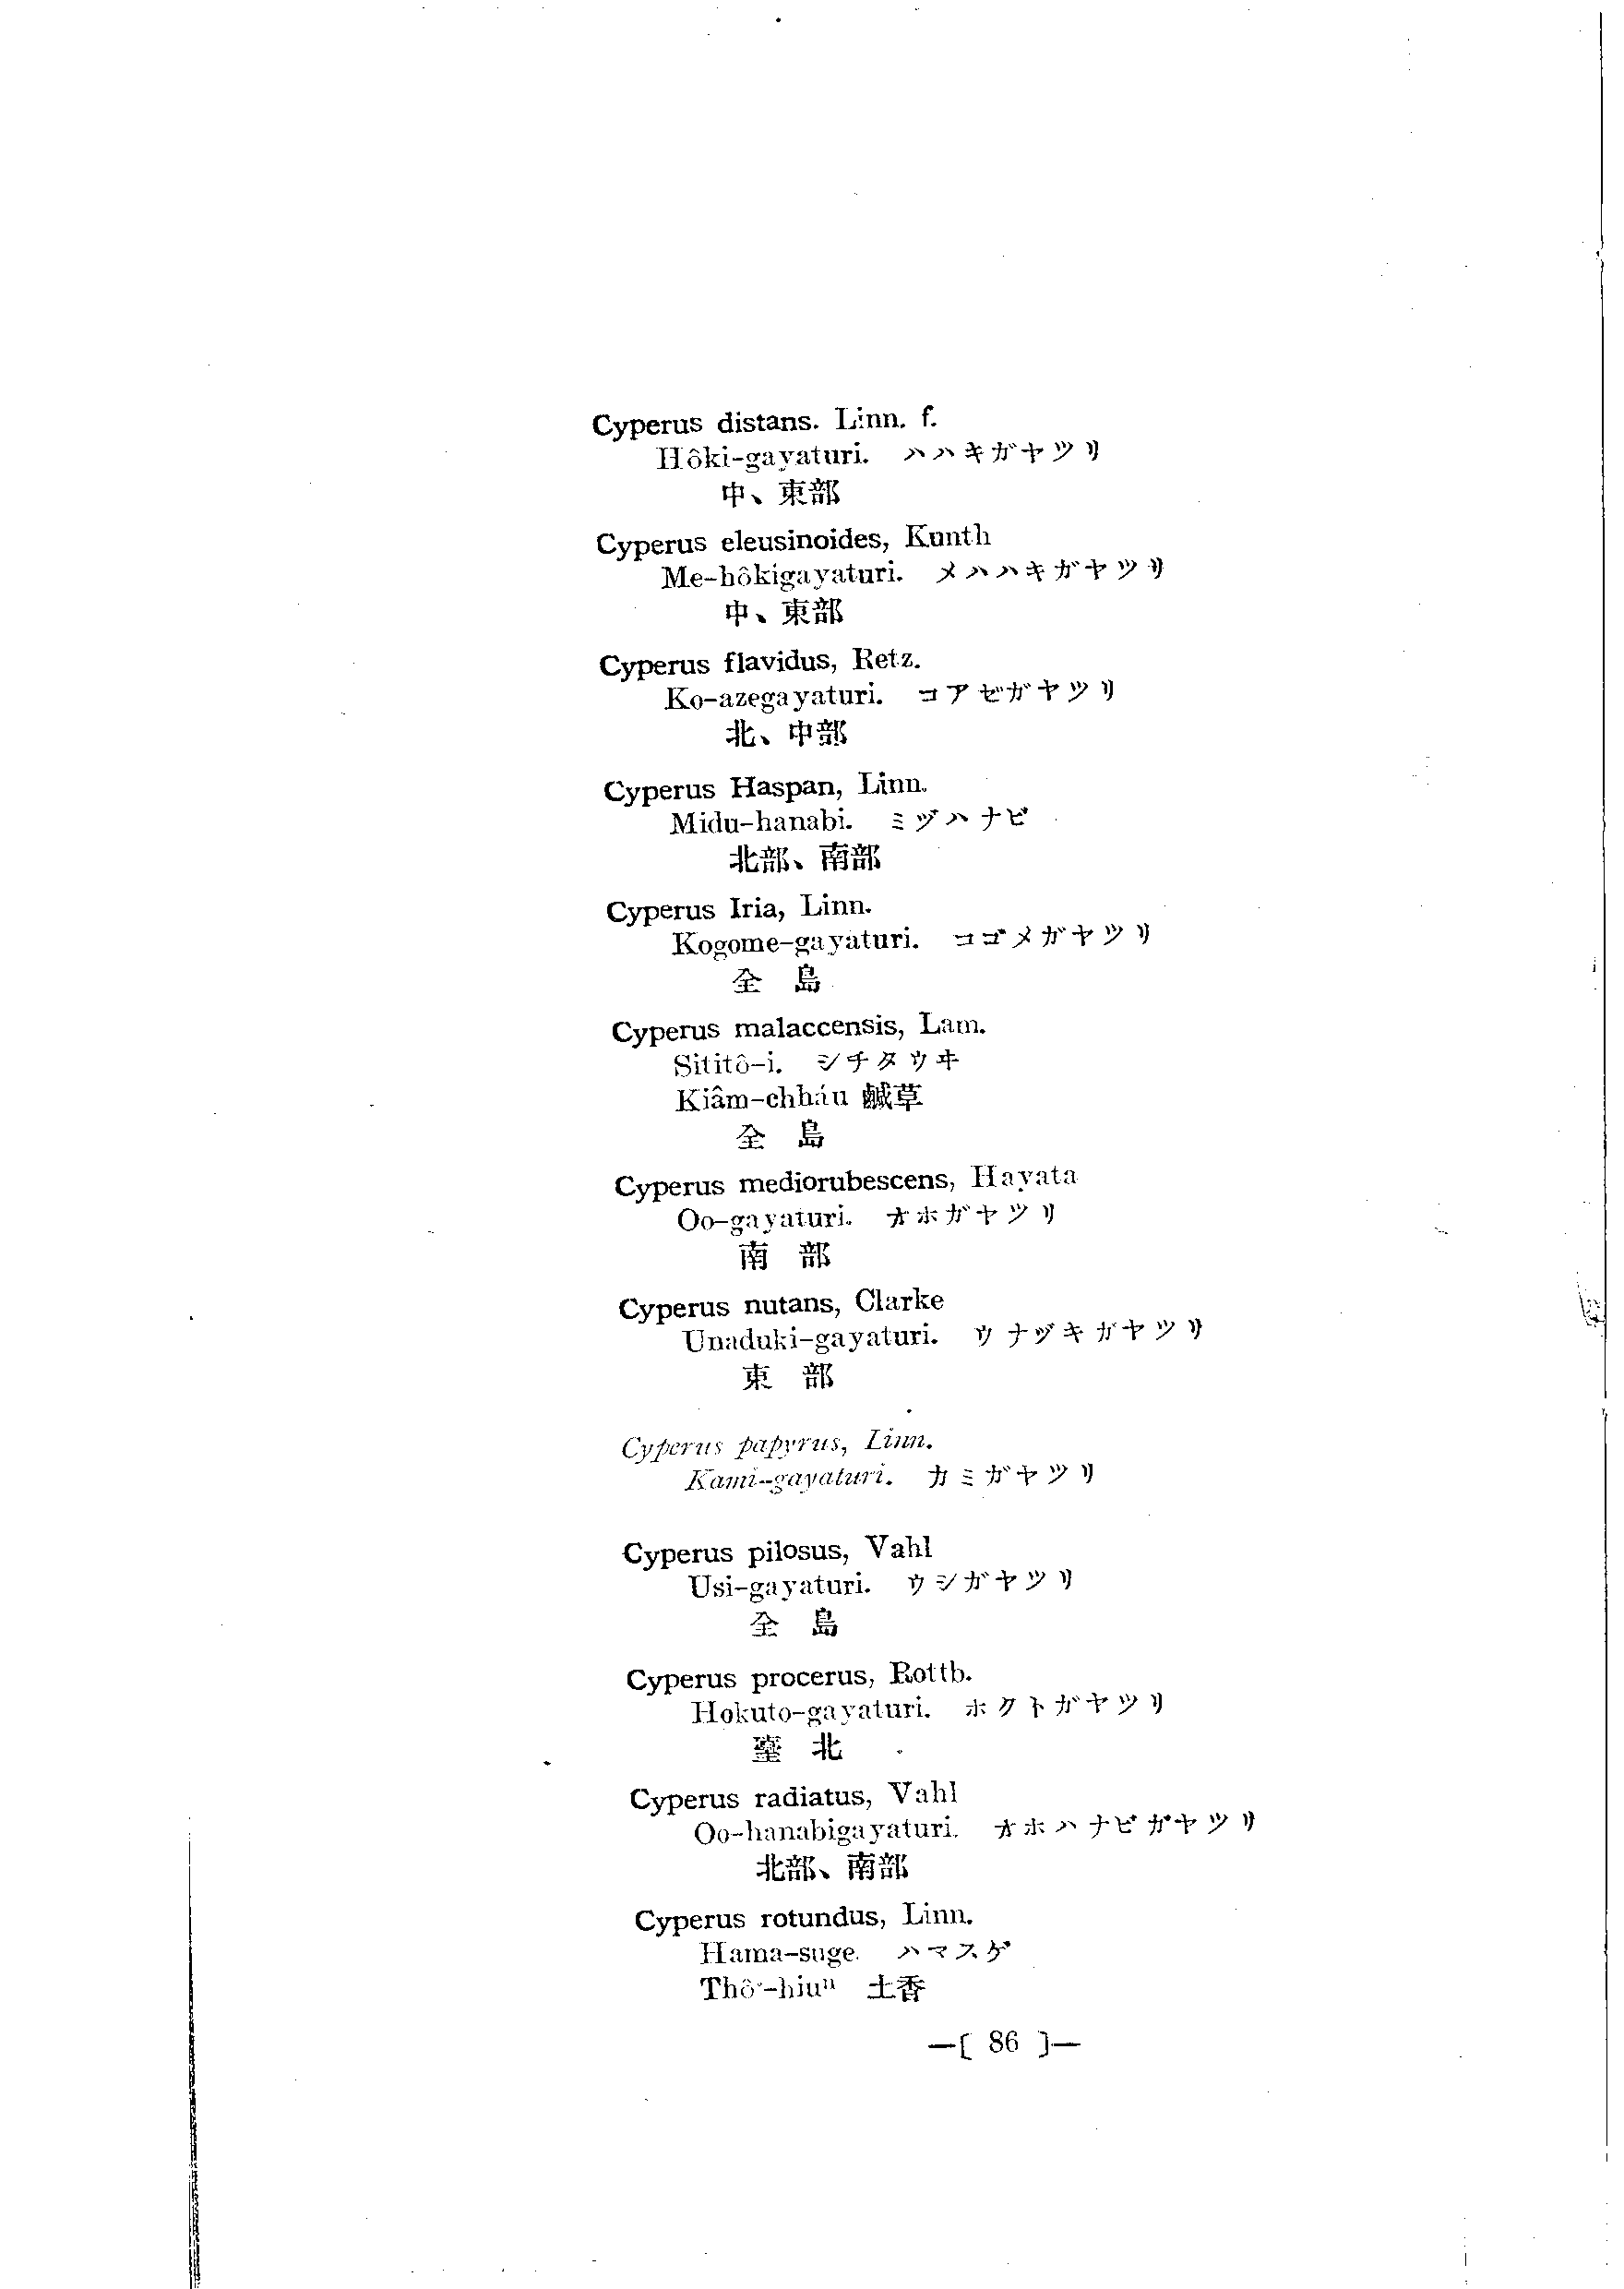 Cyperus distans. Linn. f.
Hôki-gayaturi. ハハキガヤツリ
中、東部
Cyperus eleusinoides, Kunth
Me-hôkigayaturi. メハハキガヤツリ
中、東部
Cyperus flavidus, Retz.
Ko-azegayaturi. コアゼガヤツリ
北、中部
Cyperus Haspan, Linn.
Midu-hanabi. ミヅハナビ
北部、南部
Cyperus Iria, Linn.
Kogome-gayaturi. コゴメガヤツリ
全 島
Cyperus malaccensis, Lam.
Sititô-i. シチタウヰ
Kiâm-chháu 鹹草
全 島
Cyperus mediorubescens, Hayata
Oo-gayaturi. オホガヤツリ
南 部
Cyperus nutans, Clarke
Unaduki-gayaturi. ウナヅキガヤツリ
東 部
Cyperus papyrus, Linn.
Kami-gayaturi. カミガヤツリ
Cyperus pilosus, Vahl
Usi-gayaturi. ウシガヤツリ
全 島
Cyperus procerus, Rottb.
Hokuto-gayaturi. ホクトガヤツリ
臺 北
Cyperus radiatus, Vahl
Oo-hanabigayaturi. オホハナビガヤツリ
北部、南部
Cyperus rotundus, Linn.
Hama-suge. ハマスゲ
Thô·-hiuⁿ 土香
—[ 86 ]—